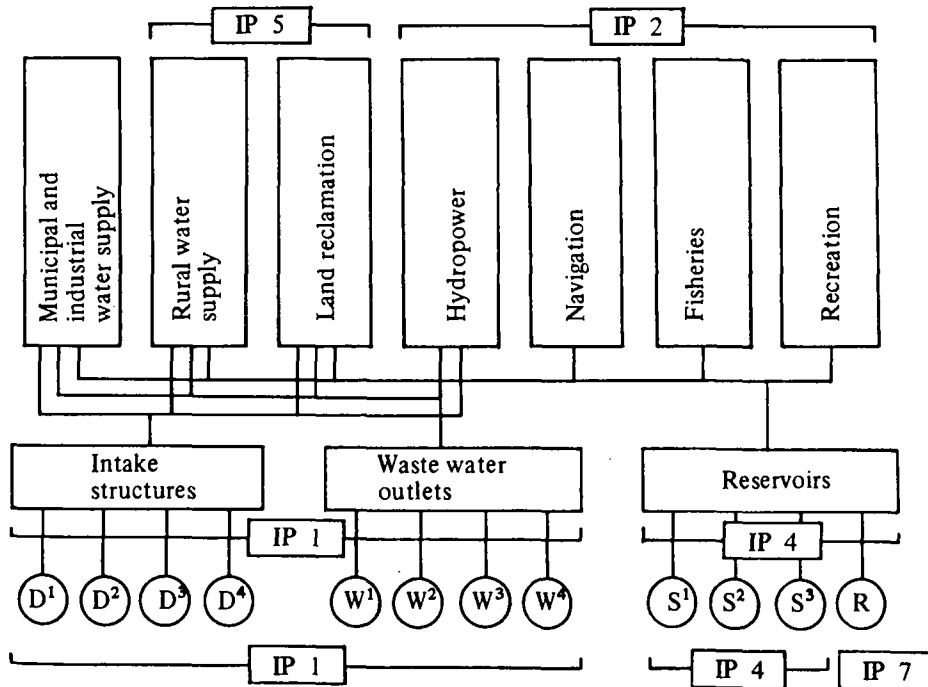 IP 5
IP 2
Municipal and
industrial
water supply
Rural water
supply
Land reclamation
Hydropower
Navigation
Fisheries
Recreation
Intake
structures
Waste water
outlets
Reservoirs
IP 1
IP 4
D¹ D² D³ D⁴ W¹ W² W³ W⁴ S¹ S² S³ R
IP 1
IP 4
IP 7